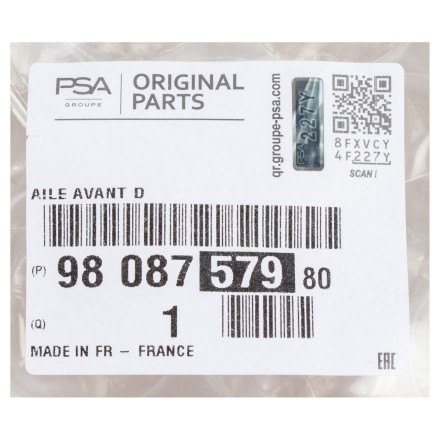 PSA
GROUPE
ORIGINAL
PARTS
PSA 227Y
qr.groupe-psa.com
8FXVCY
4F227Y
SCAN !
AILE AVANT D
(P) 98 087 579 80
(Q) 1
MADE IN FR – FRANCE
EAC